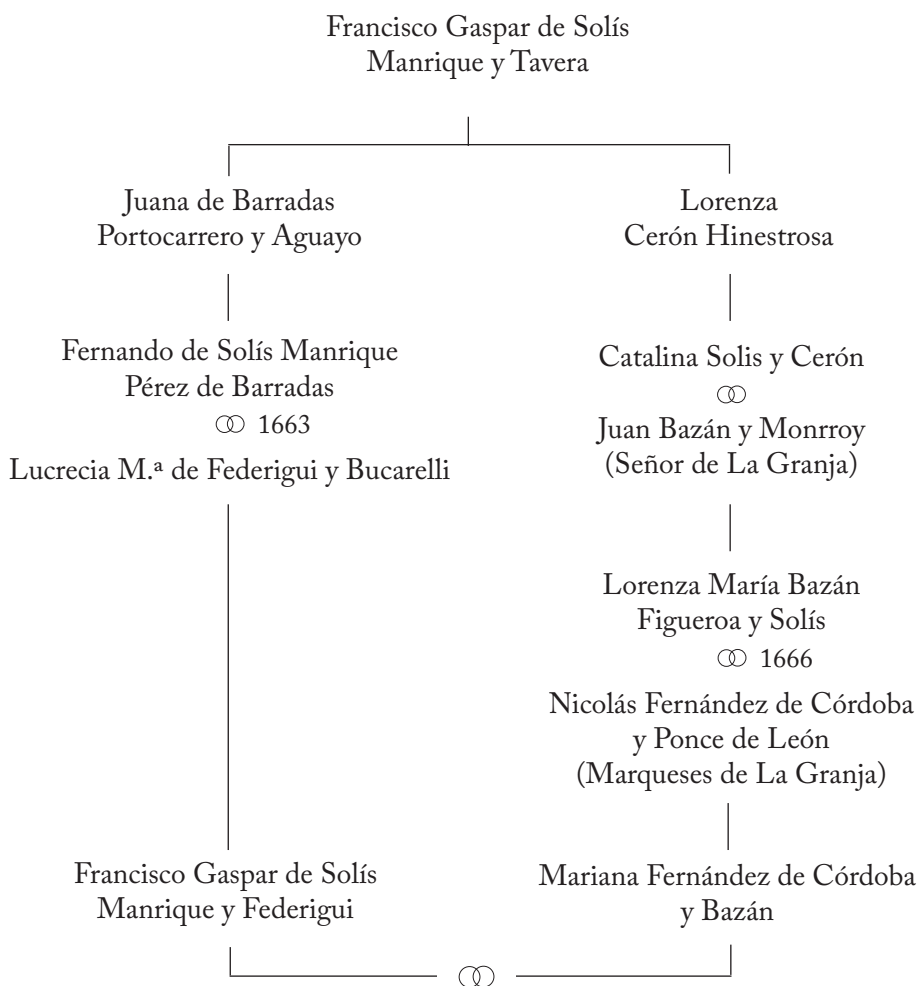 Francisco Gaspar de Solís
Manrique y Tavera
Juana de Barradas
Portocarrero y Aguayo
Lorenza
Cerón Hinestrosa
Fernando de Solís Manrique
Pérez de Barradas
1663
Lucrecia M.ª de Federigui y Bucarelli
Catalina Solis y Cerón
Juan Bazán y Monrroy
(Señor de La Granja)
Lorenza María Bazán
Figueroa y Solís
1666
Nicolás Fernández de Córdoba
y Ponce de León
(Marqueses de La Granja)
Francisco Gaspar de Solís
Manrique y Federigui
Mariana Fernández de Córdoba
y Bazán